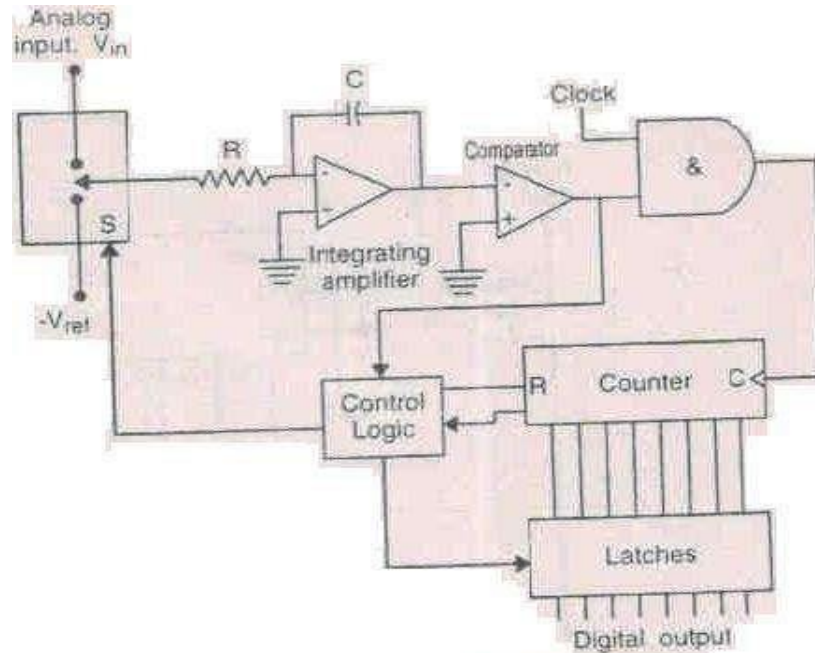 Analog
input. Vin
C
Clock
R
Comparator
-
-
&
-
+
S
Integrating
amplifier
-Vref
R
Counter
C
Control
Logic
Latches
Digital output